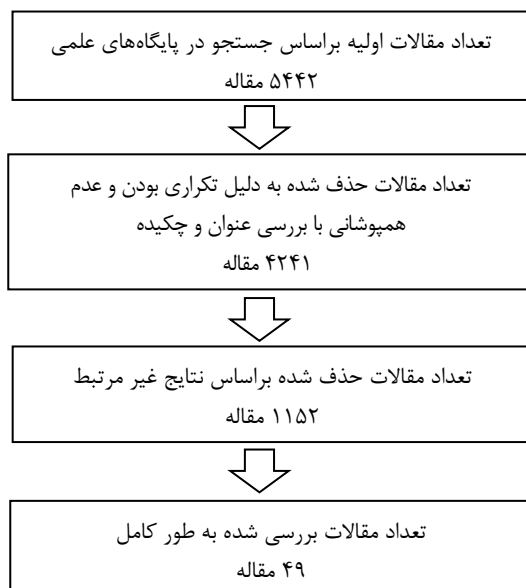 تعداد مقالات اولیه براساس جستجو در پایگاه‌های علمی
۵۴۴۲ مقاله
تعداد مقالات حذف شده به دلیل تکراری بودن و عدم
همپوشانی با بررسی عنوان و چکیده
۴۲۴۱ مقاله
تعداد مقالات حذف شده براساس نتایج غیر مرتبط
۱۱۵۲ مقاله
تعداد مقالات بررسی شده به طور کامل
۴۹ مقاله